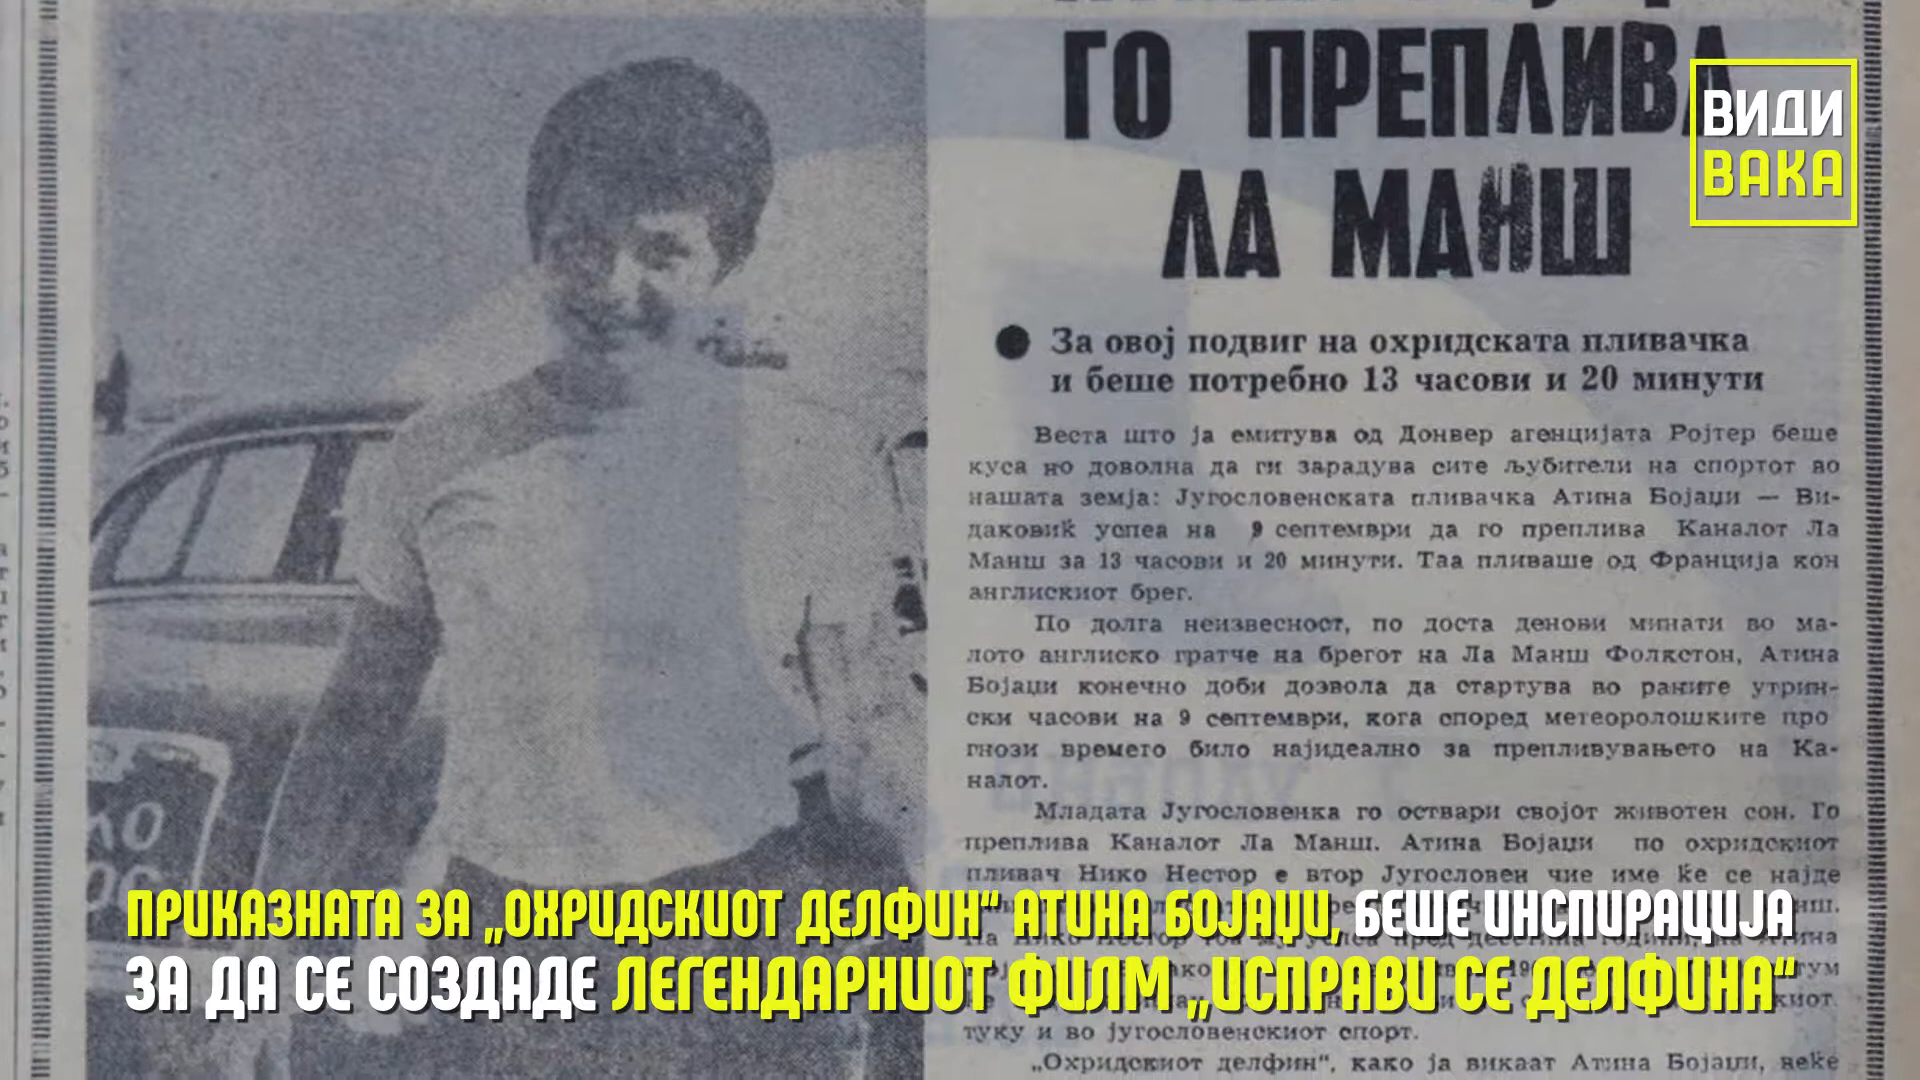 ГО ПРЕПЛИВА
ЛА МАНШ
ВИДИ
ВАКА
За овој подвиг на охридската пливачка
и беше потребно 13 часови и 20 минути
Веста што ја емитува од Донвер агенцијата Ројтер беше
куса но доволна да ги зарадува сите љубители на спортот во
нашата земја: Југословенската пливачка Атина Бојаџи — Ви-
даковиќ успеа на 9 септември да го преплива Каналот Ла
Манш за 13 часови и 20 минути. Таа пливаше од Франција кон
англискиот брег.
По долга неизвесност, по доста денови минати во ма-
лото англиско гратче на брегот на Ла Манш Фолкстон, Атина
Бојаџи конечно доби дозвола да стартува во раните утрин-
ски часови на 9 септември, кога според метеоролошките про
гнози времето било најидеално за препливувањето на Ка-
налот.
Младата Југословенка го оствари својот животен сон. Го
преплива Каналот Ла Манш. Атина Бојаџи по охридскиот
пливач Нико Нестор е втор Југословен чие име ќе се најде
ПРИКАЗНАТА ЗА „ОХРИДСКИОТ ДЕЛФИН“ АТИНА БОЈАЏИ, БЕШЕ ИНСПИРАЦИЈА
ЗА ДА СЕ СОЗДАДЕ ЛЕГЕНДАРНИОТ ФИЛМ „ИСПРАВИ СЕ ДЕЛФИНА“
туку и во југословенскиот спорт.
„Охридскиот делфин“, како ја викаат Атина Бојаџи, веќе